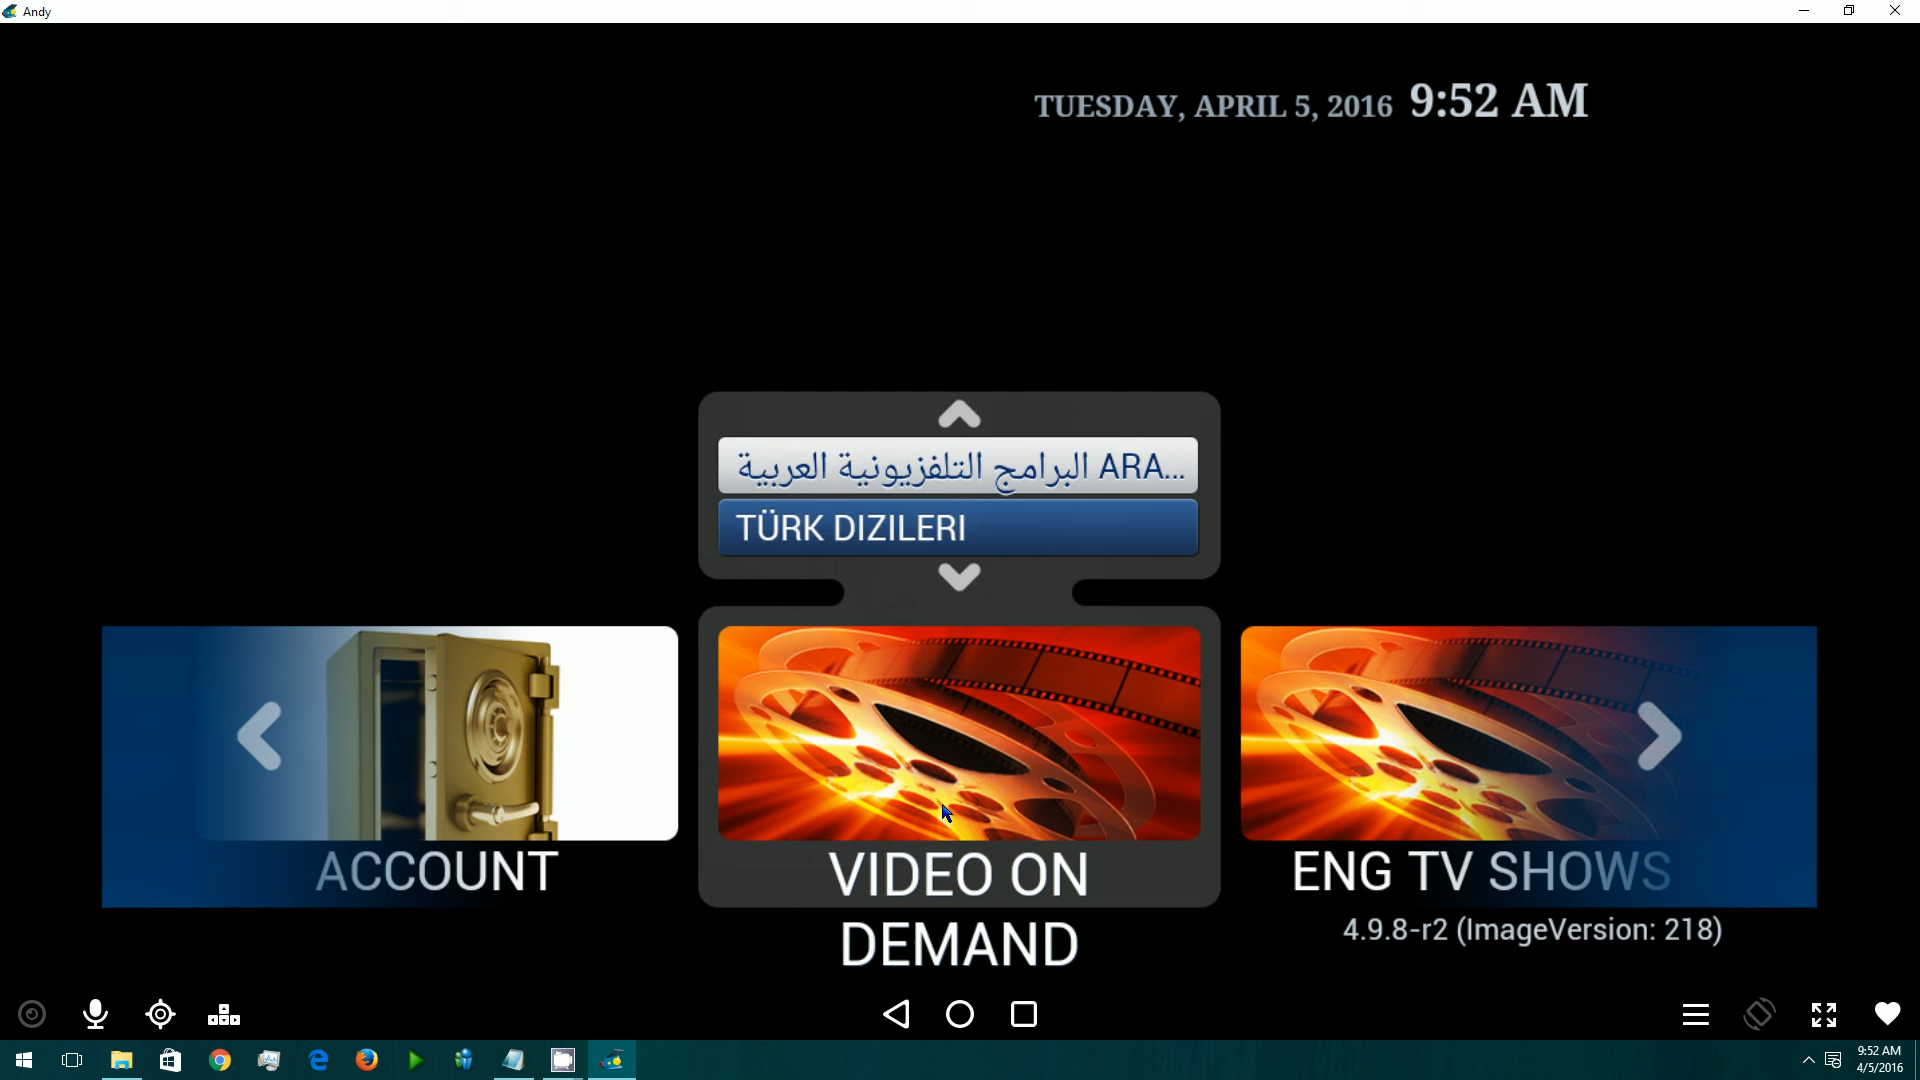 Andy
TUESDAY, APRIL 5, 2016 9:52 AM
البرامج التلفزيونية العربية ARA...
TÜRK DIZILERI
ACCOUNT
VIDEO ON
DEMAND
ENG TV SHOWS
4.9.8-r2 (ImageVersion: 218)
9:52 AM
4/5/2016